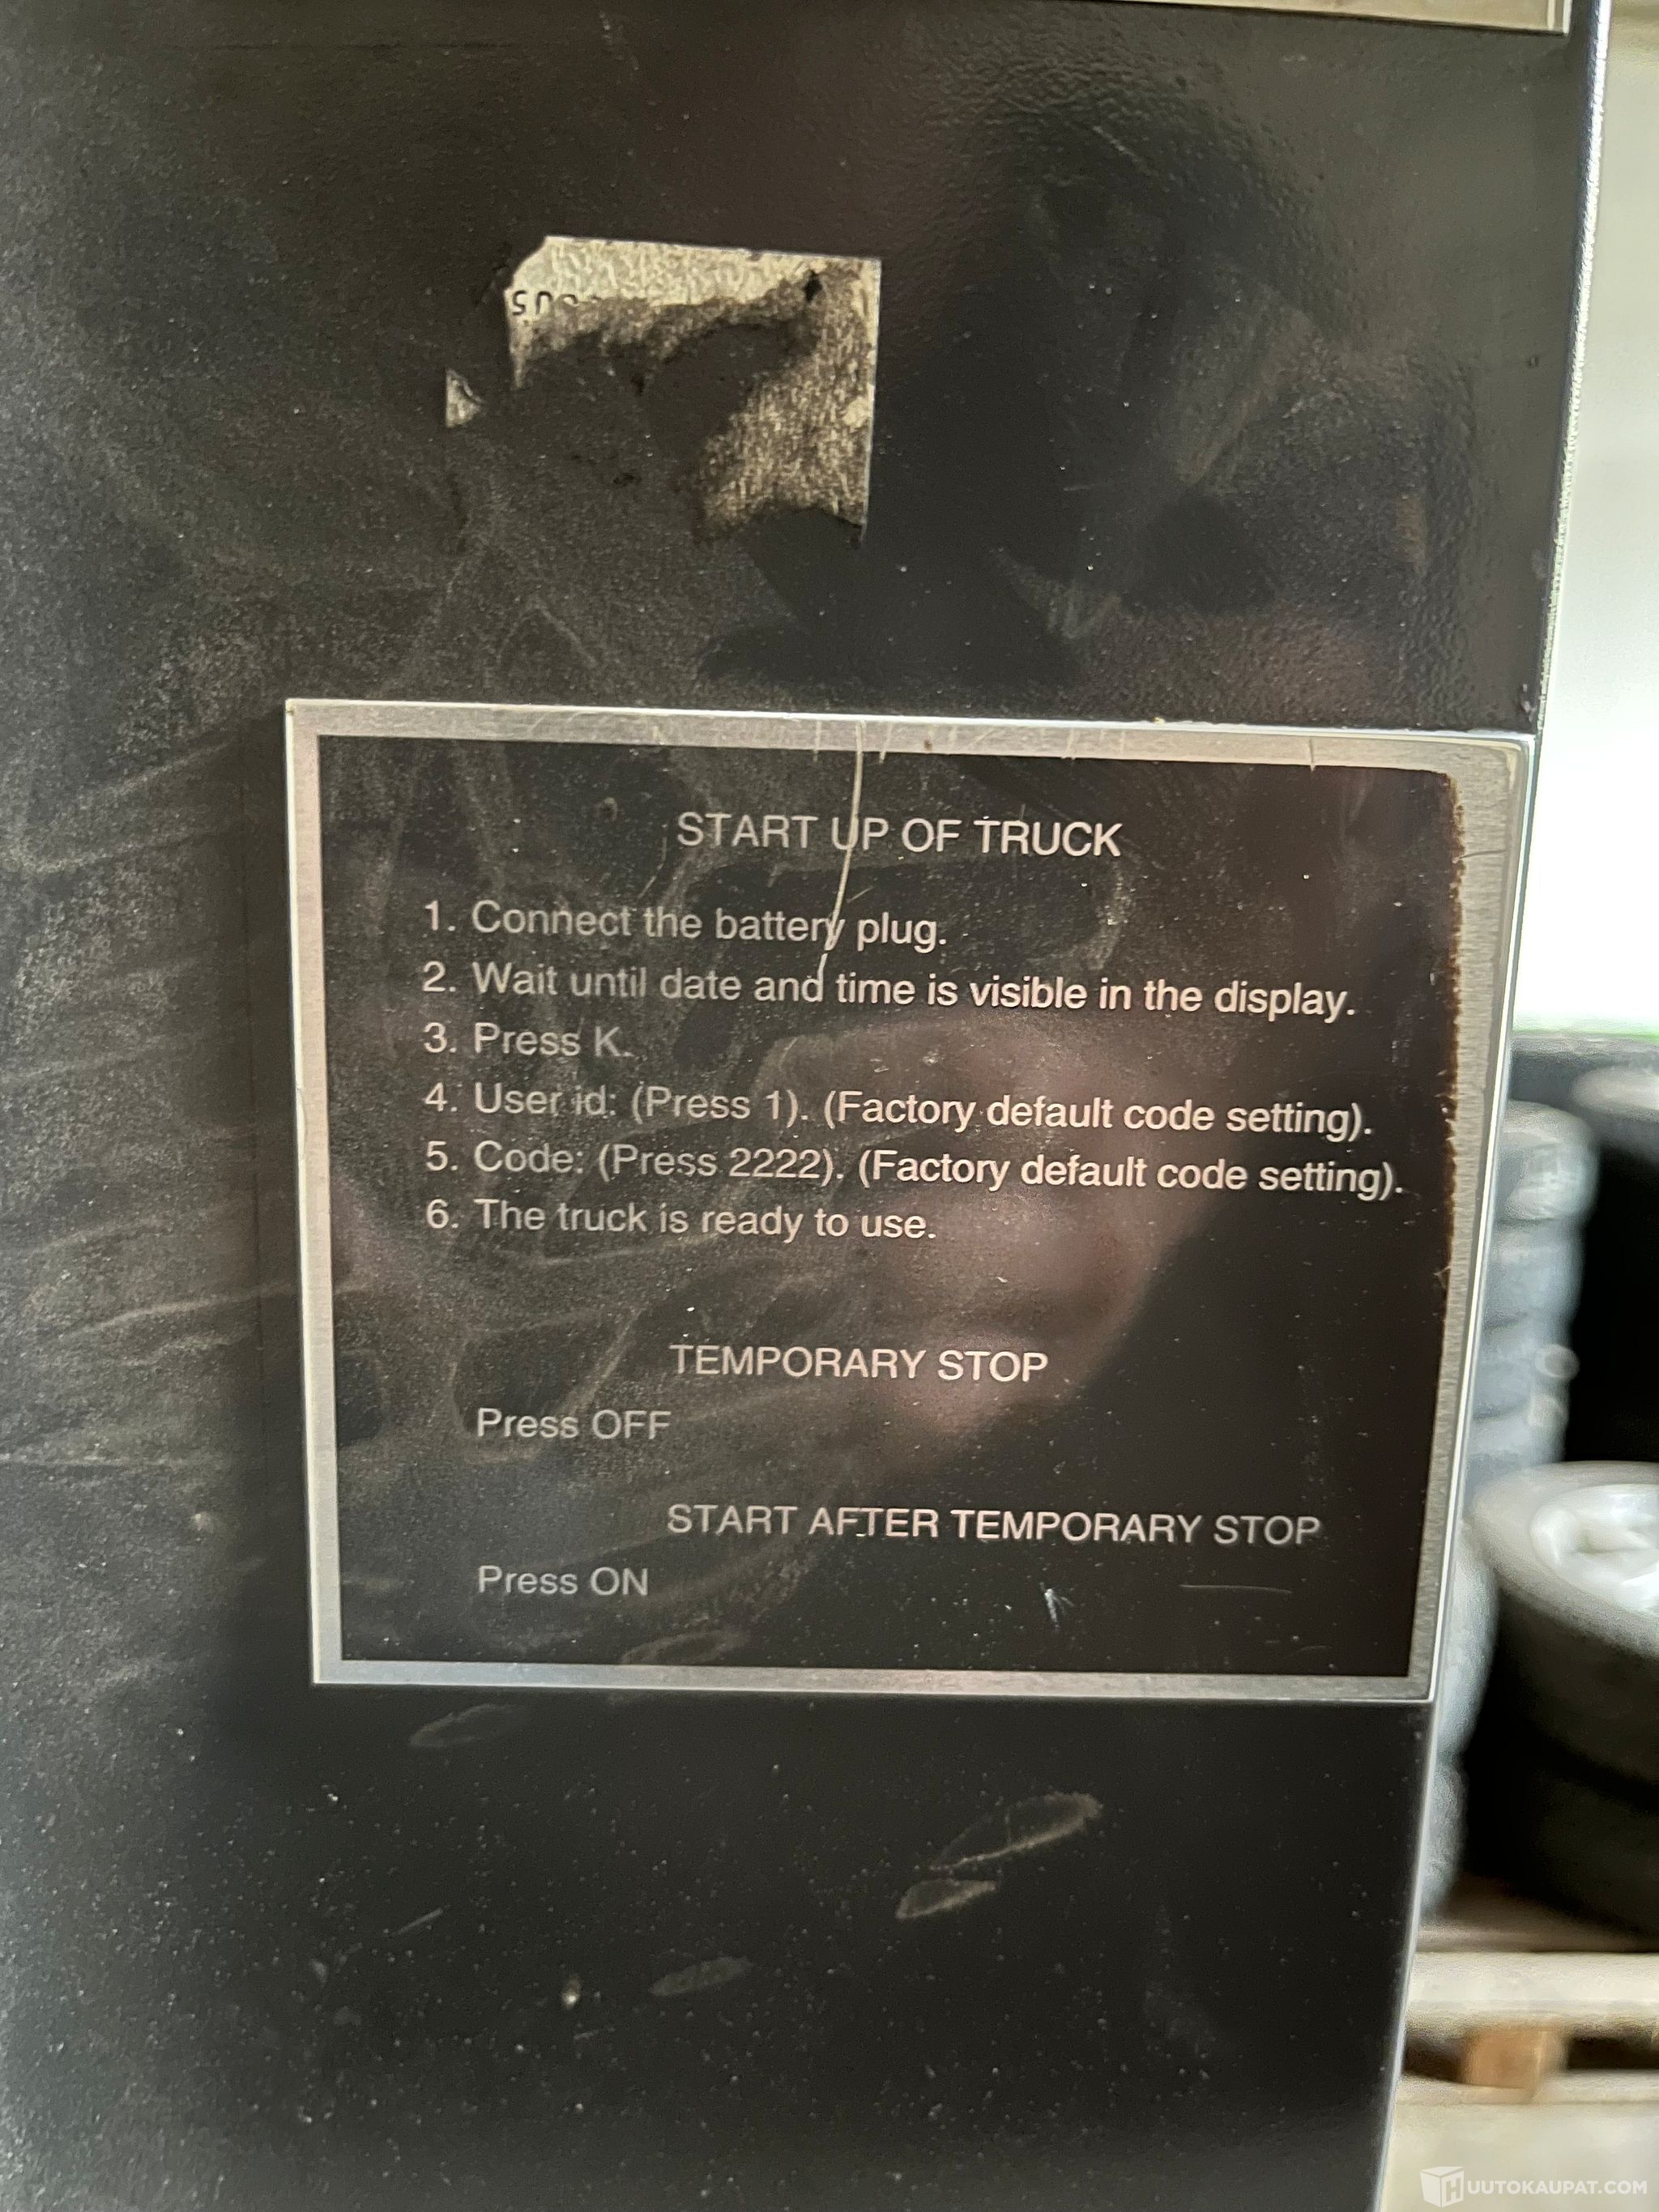 START UP OF TRUCK
1. Connect the battery plug.
2. Wait until date and time is visible in the display.
3. Press K.
4. User id: (Press 1). (Factory default code setting).
5. Code: (Press 2222). (Factory default code setting).
6. The truck is ready to use.
TEMPORARY STOP
Press OFF
START AFTER TEMPORARY STOP
Press ON
HUUTOKAUPAT.COM